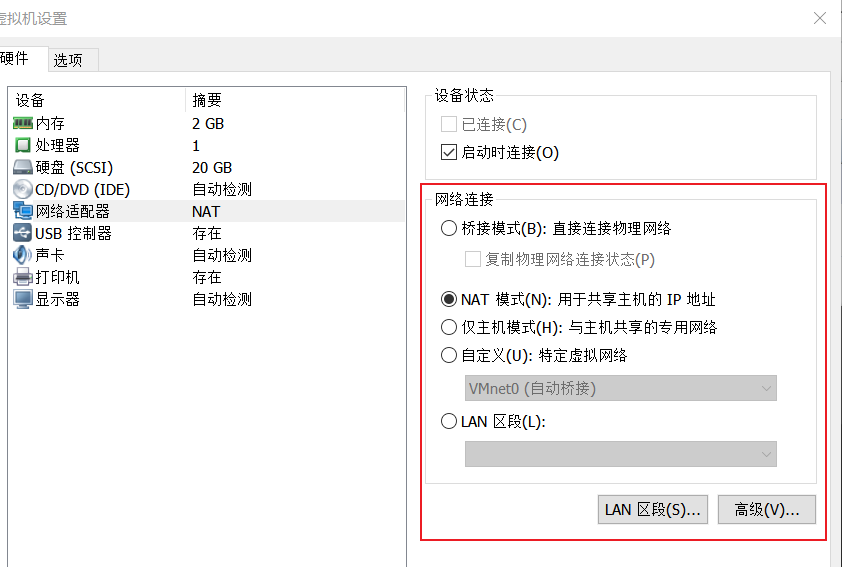 虚拟机设置
硬件 选项
设备 摘要
内存 2 GB
处理器 1
硬盘 (SCSI) 20 GB
CD/DVD (IDE) 自动检测
网络适配器 NAT
USB 控制器 存在
声卡 自动检测
打印机 存在
显示器 自动检测
设备状态
已连接(C)
启动时连接(O)
网络连接
桥接模式(B): 直接连接物理网络
复制物理网络连接状态(P)
NAT 模式(N): 用于共享主机的 IP 地址
仅主机模式(H): 与主机共享的专用网络
自定义(U): 特定虚拟网络
VMnet0 (自动桥接)
LAN 区段(L):
LAN 区段(S)... 高级(V)...